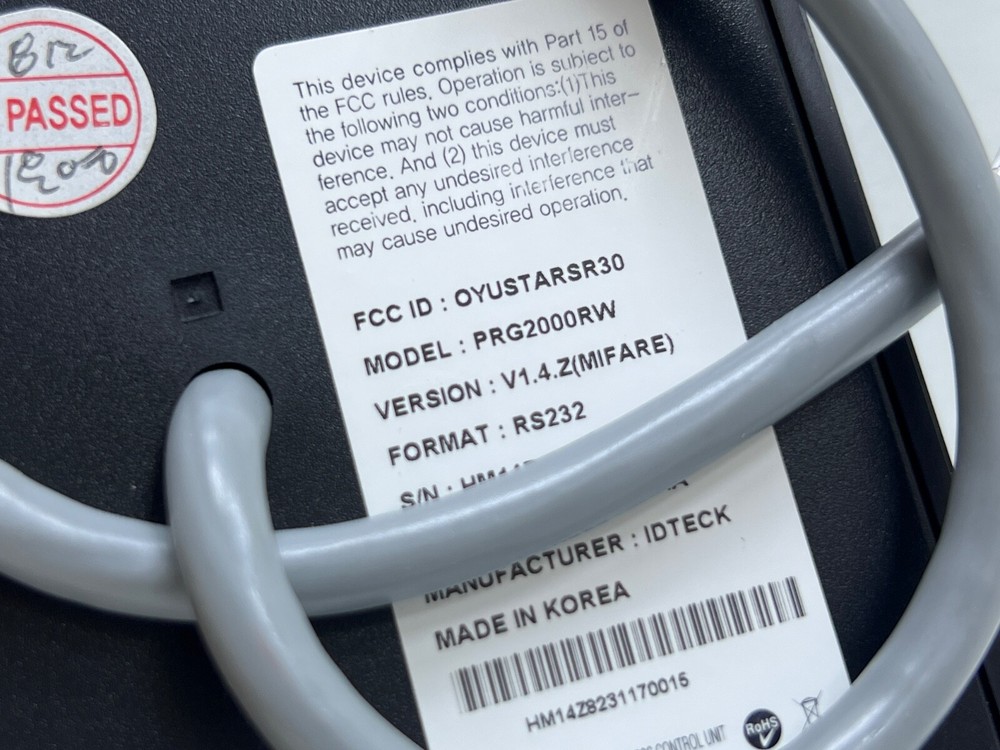 PASSED
This device complies with Part 15 of
the FCC rules. Operation is subject to
the following two conditions:(1)This
device may not cause harmful inter-
ference. And (2) this device must
accept any undesired interference
received, including interference that
may cause undesired operation.
FCC ID : OYUSTARSR30
MODEL : PRG2000RW
VERSION : V1.4.Z(MIFARE)
FORMAT : RS232
S/N :
MANUFACTURER : IDTECK
MADE IN KOREA
HM14Z8231170015
CONTROL UNIT
RoHS